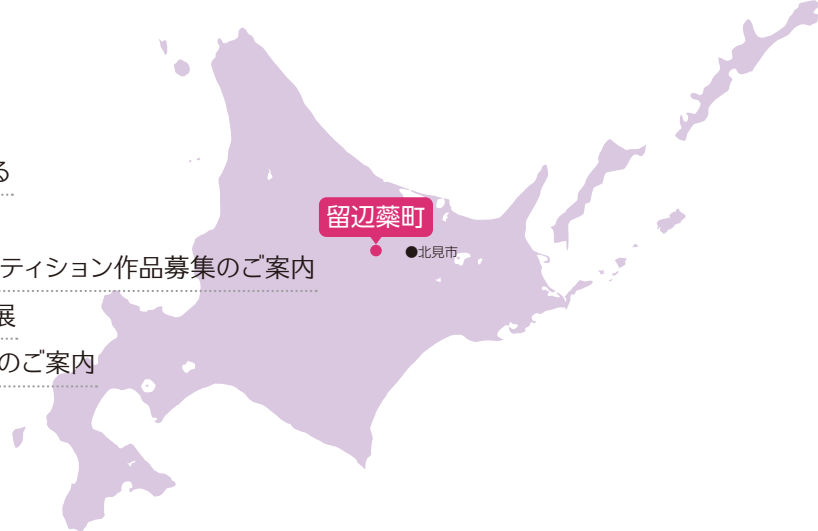 る
留辺蘂町
●北見市
ティション作品募集のご案内
展
のご案内